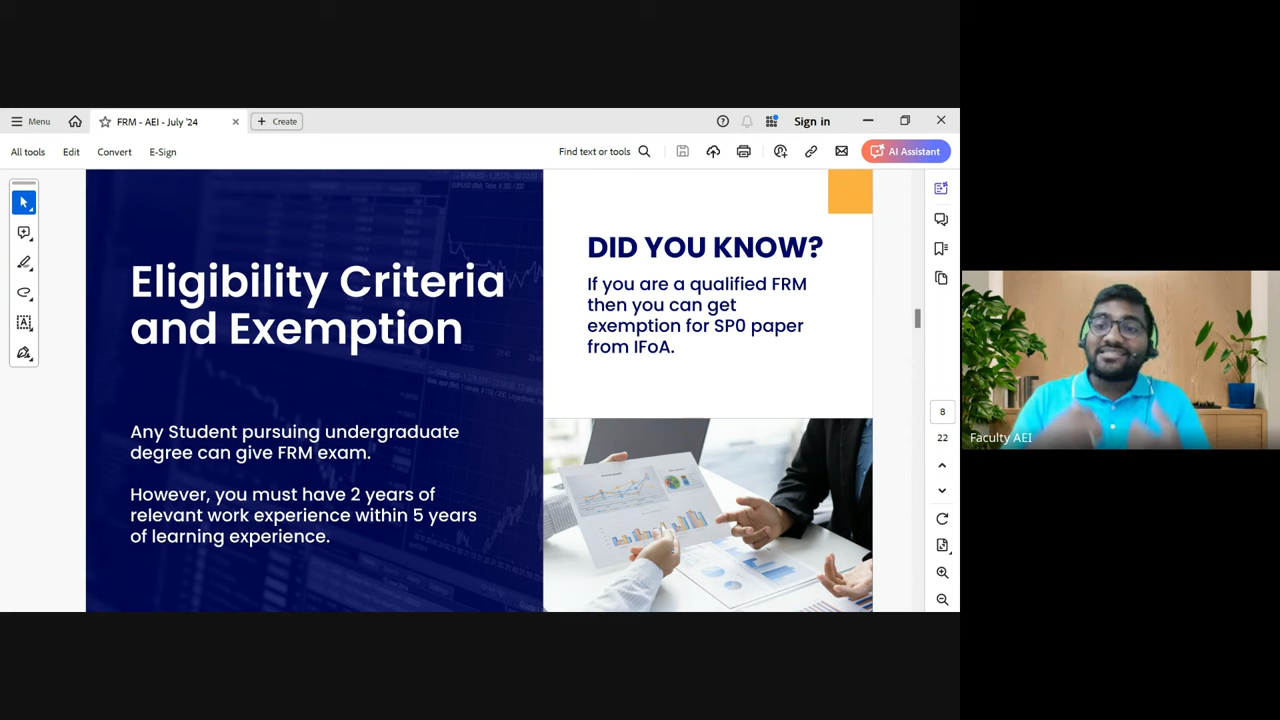 Menu
FRM - AEI - July '24
Create
Sign in
All tools
Edit
Convert
E-Sign
Find text or tools
AI Assistant
Eligibility Criteria
and Exemption
Any Student pursuing undergraduate
degree can give FRM exam.
However, you must have 2 years of
relevant work experience within 5 years
of learning experience.
DID YOU KNOW?
If you are a qualified FRM
then you can get
exemption for SP0 paper
from IFoA.
8
22
Faculty AEI